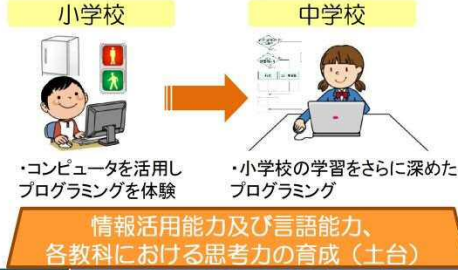 小学校
中学校
・コンピュータを活用し
プログラミングを体験
・小学校の学習をさらに深めた
プログラミング
情報活用能力及び言語能力、
各教科における思考力の育成（土台）